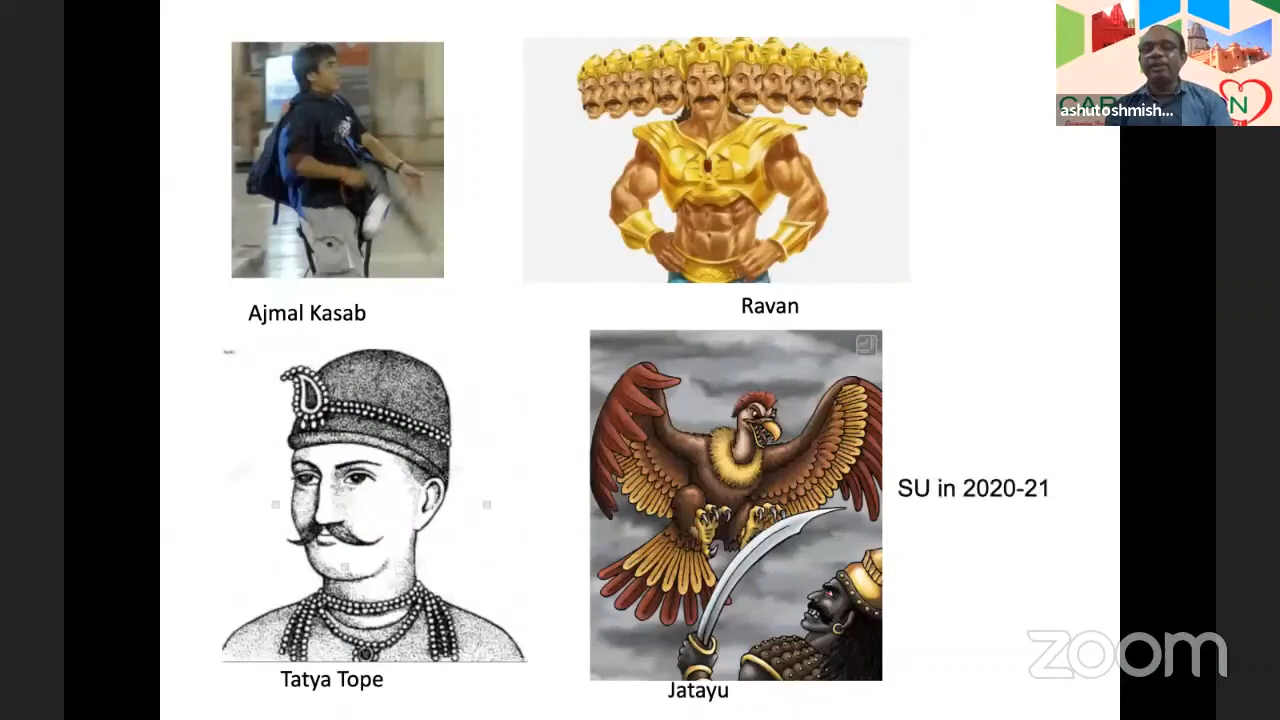 ashutoshmish...
Ajmal Kasab
Ravan
SU in 2020-21
Tatya Tope
Jatayu
zoom